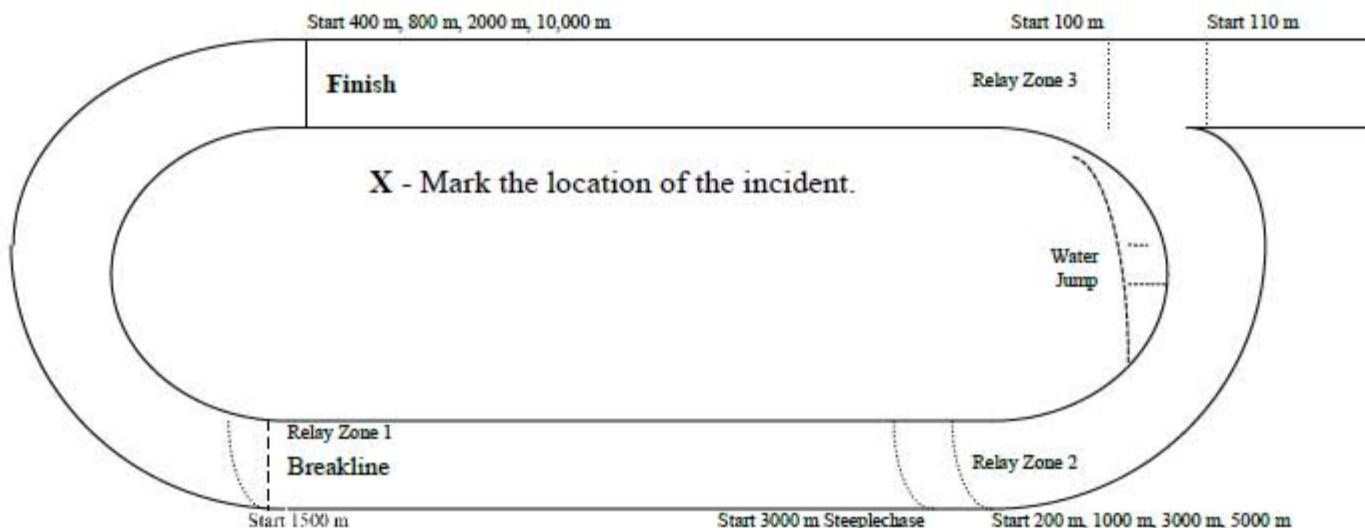 Start 400 m, 800 m, 2000 m, 10,000 m
Start 100 m
Start 110 m
Finish
Relay Zone 3
X - Mark the location of the incident.
Water
Jump
Relay Zone 1
Breakline
Relay Zone 2
Start 1500 m
Start 3000 m Steeplechase
Start 200 m, 1000 m, 3000 m, 5000 m